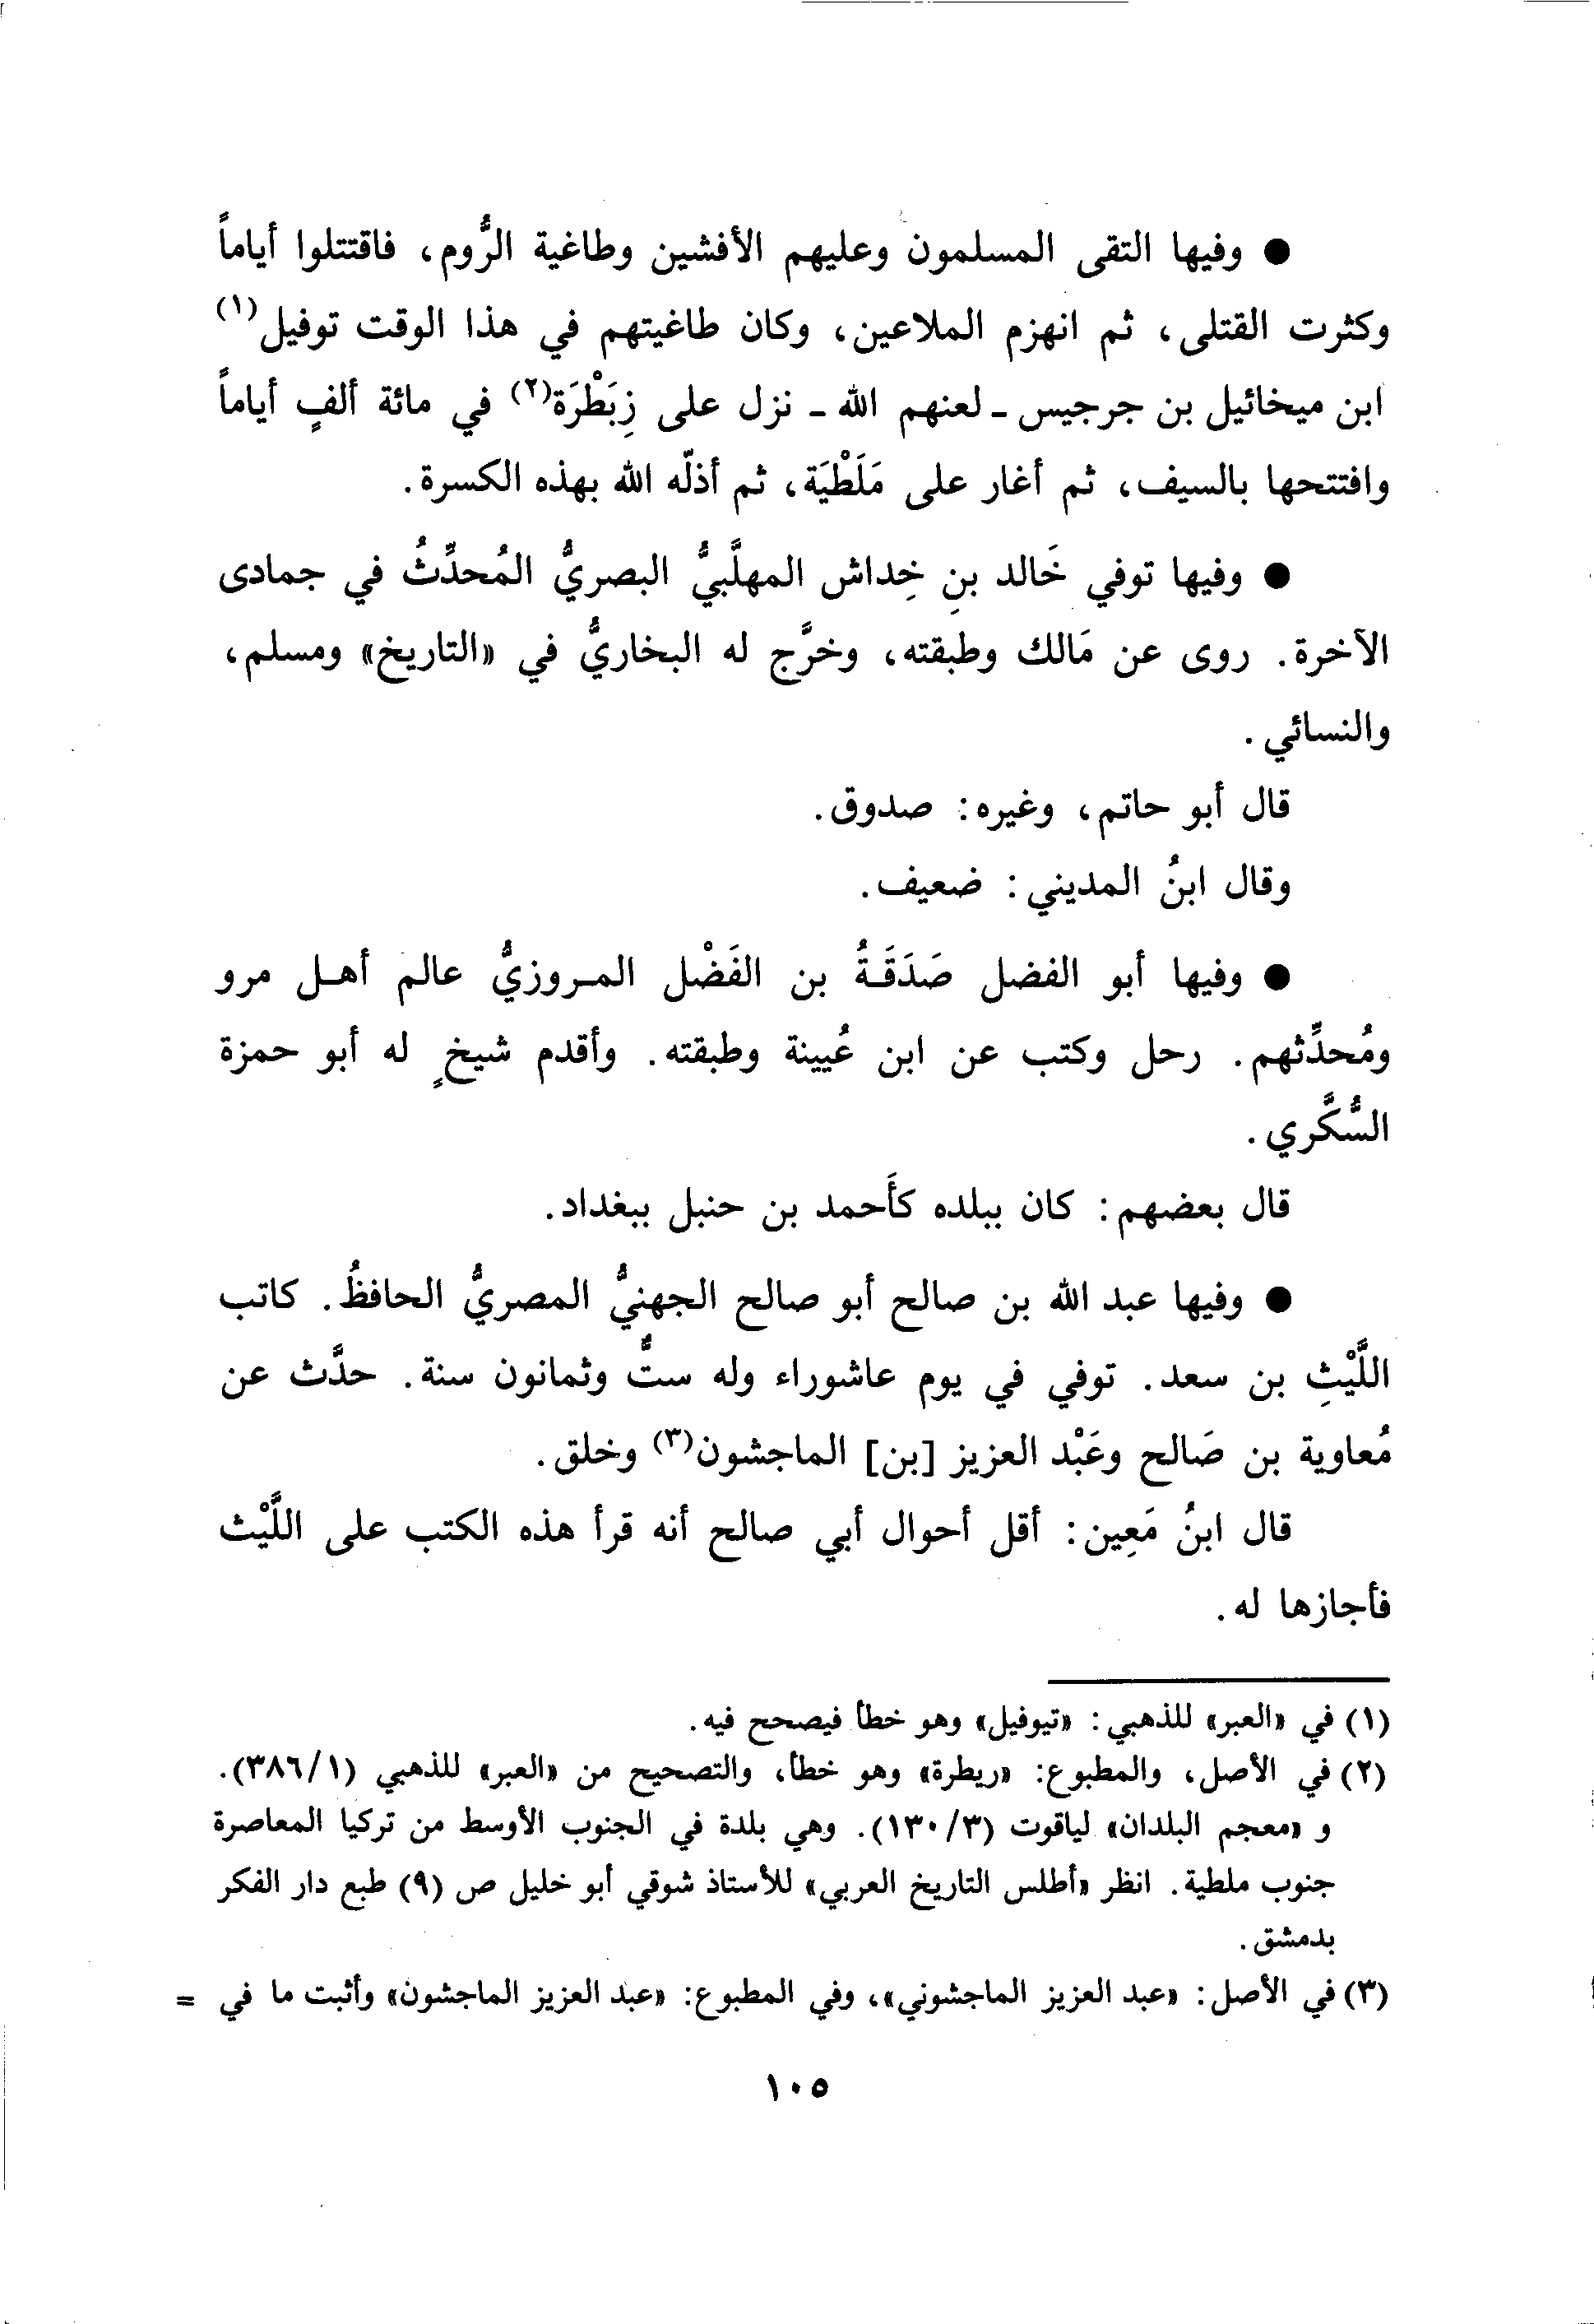 ● وفيها التقى المسلمون وعليهم الأفشين وطاغية الرُّوم، فاقتتلوا أياماً
وكثرت القتلى، ثم انهزم الملاعين، وكان طاغيتهم في هذا الوقت توفيل(١)
ابن ميخائيل بن جرجيس - لعنهم الله - نزل على زِبَطْرَة(٢) في مائة ألفٍ أياماً
وافتتحها بالسيف، ثم أغار على مَلَطْيَة، ثم أذلّه الله بهذه الكسرة.
● وفيها توفي خَالد بنِ خِداش المهلَّبيُّ البصريُّ المُحدِّثُ في جمادى
الآخرة. روى عن مَالك وطبقته، وخرَّج له البخاريُّ في «التاريخ» ومسلم،
والنسائي.
قال أبو حاتم، وغيره: صدوق.
وقال ابنُ المديني: ضعيف.
● وفيها أبو الفضل صَدَقَةُ بن الفَضْل المروزيُّ عالم أهل مرو
ومُحدِّثهم. رحل وكتب عن ابن عُيينة وطبقته. وأقدم شيخٍ له أبو حمزة
السُّكَّري.
قال بعضهم: كان ببلده كَأحمد بن حنبل ببغداد.
● وفيها عبد الله بن صالح أبو صالح الجهنيُّ المصريُّ الحافظُ. كاتب
اللَّيْثِ بن سعد. توفي في يوم عاشوراء وله ستٌّ وثمانون سنة. حدَّث عن
مُعاوية بن صَالح وعَبْد العزيز [بن] الماجشون(٣) وخلق.
قال ابنُ مَعِين: أقل أحوال أبي صالح أنه قرأ هذه الكتب على اللَّيْث
فأجازها له.
(١) في «العبر» للذهبي: «تيوفيل» وهو خطأ فيصحح فيه.
(٢) في الأصل، والمطبوع: «ريطرة» وهو خطأ، والتصحيح من «العبر» للذهبي (٣٨٦/١).
و «معجم البلدان» لياقوت (١٣٠/٣). وهي بلدة في الجنوب الأوسط من تركيا المعاصرة
جنوب ملطية. انظر «أطلس التاريخ العربي» للأستاذ شوقي أبو خليل ص (٩) طبع دار الفكر
بدمشق.
(٣) في الأصل: «عبد العزيز الماجشوني»، وفي المطبوع: «عبد العزيز الماجشون» وأثبت ما في =
١٠٥